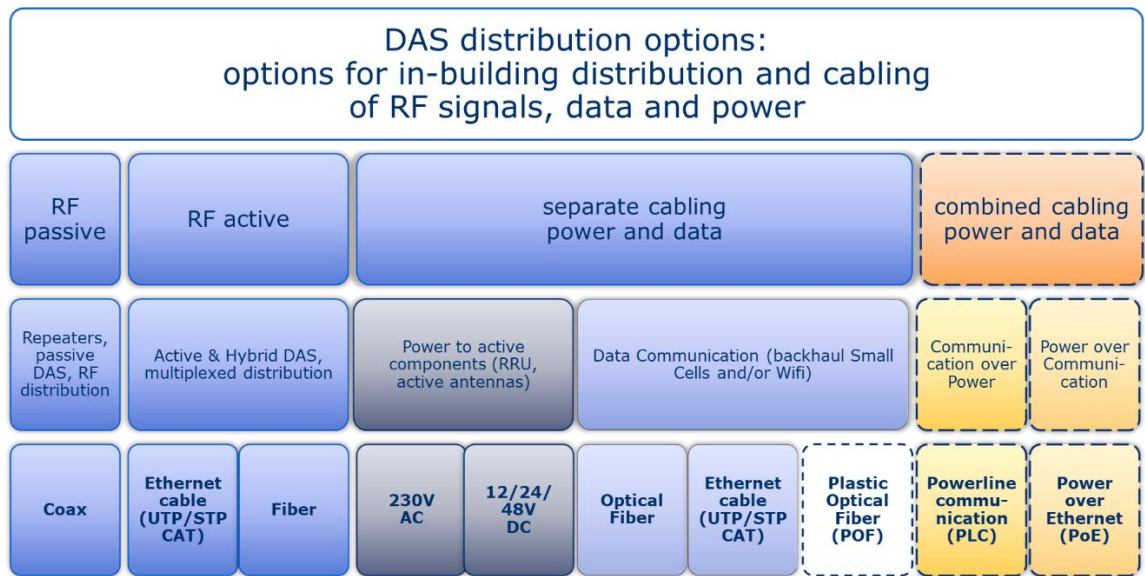 DAS distribution options:
options for in-building distribution and cabling
of RF signals, data and power
RF
passive
RF active
separate cabling
power and data
combined cabling
power and data
Repeaters,
passive
DAS, RF
distribution
Active & Hybrid DAS,
multiplexed distribution
Power to active
components (RRU,
active antennas)
Data Communication (backhaul Small
Cells and/or Wifi)
Communi-
cation over
Power
Power over
Communi-
cation
Coax
Ethernet
cable
(UTP/STP
CAT)
Fiber
230V
AC
12/24/
48V
DC
Optical
Fiber
Ethernet
cable
(UTP/STP
CAT)
Plastic
Optical
Fiber
(POF)
Powerline
commu-
nication
(PLC)
Power
over
Ethernet
(PoE)